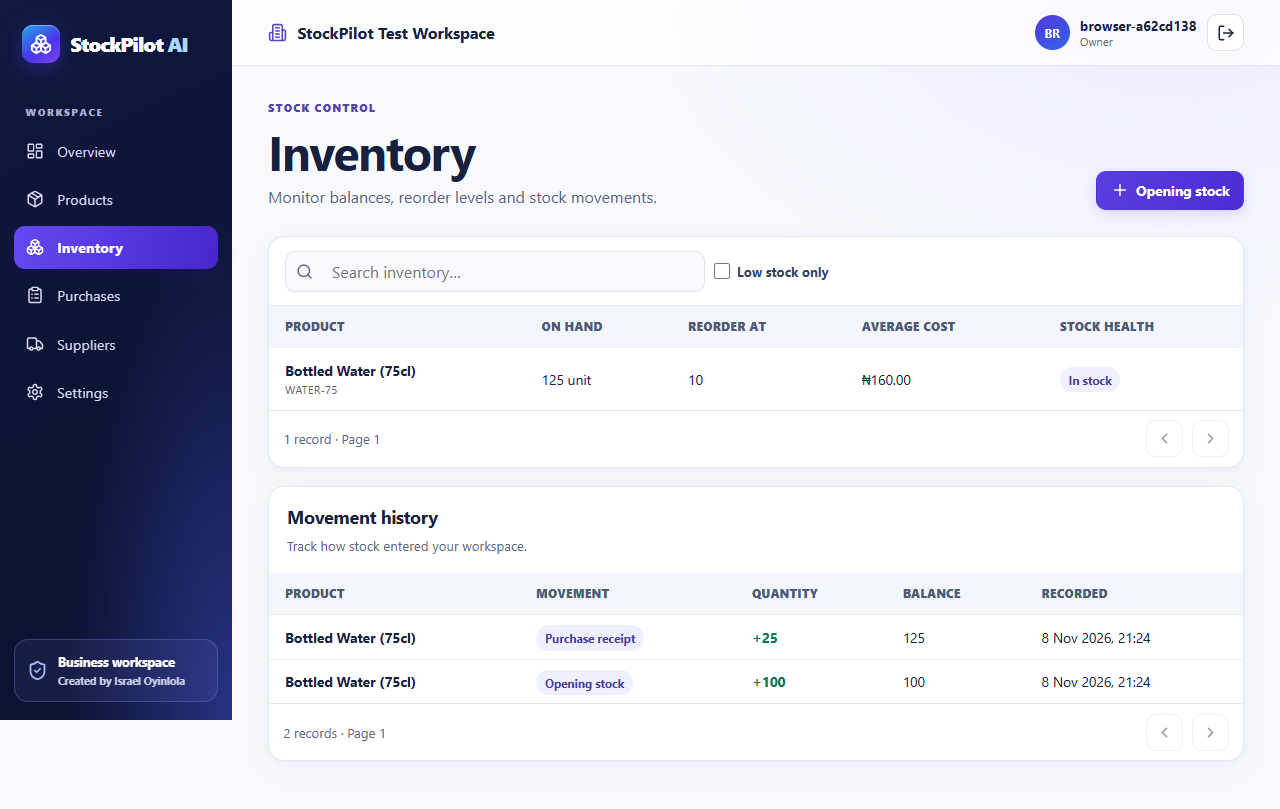 StockPilot AI
StockPilot Test Workspace
BR
browser-a62cd138
Owner
WORKSPACE
Overview
Products
Inventory
Purchases
Suppliers
Settings
Business workspace
Created by Israel Oyinlola
STOCK CONTROL
Inventory
Monitor balances, reorder levels and stock movements.
Opening stock
Search inventory...
Low stock only
PRODUCT ON HAND REORDER AT AVERAGE COST STOCK HEALTH
Bottled Water (75cl)
WATER-75
125 unit 10 ₦160.00 In stock
1 record · Page 1
Movement history
Track how stock entered your workspace.
PRODUCT MOVEMENT QUANTITY BALANCE RECORDED
Bottled Water (75cl) Purchase receipt +25 125 8 Nov 2026, 21:24
Bottled Water (75cl) Opening stock +100 100 8 Nov 2026, 21:24
2 records · Page 1